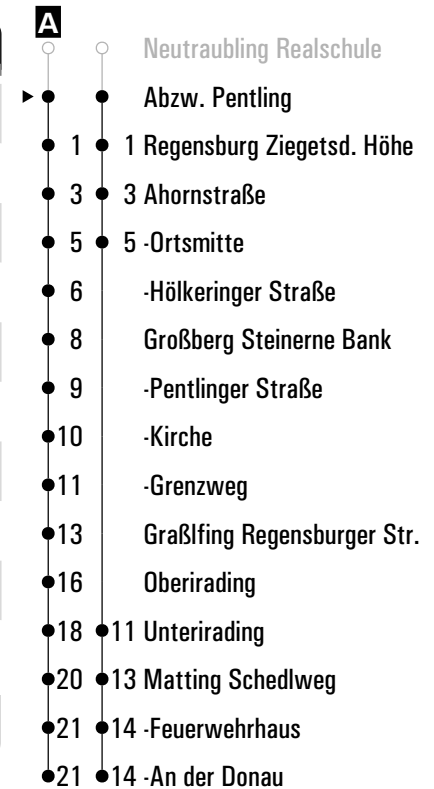 A
Neutraubling Realschule
Abzw. Pentling
1 1 Regensburg Ziegetsd. Höhe
3 3 Ahornstraße
5 5 -Ortsmitte
6 -Hölkeringer Straße
8 Großberg Steinerne Bank
9 -Pentlinger Straße
10 -Kirche
11 -Grenzweg
13 Graßlfing Regensburger Str.
16 Oberirading
18 11 Unterirading
20 13 Matting Schedlweg
21 14 -Feuerwehrhaus
21 14 -An der Donau